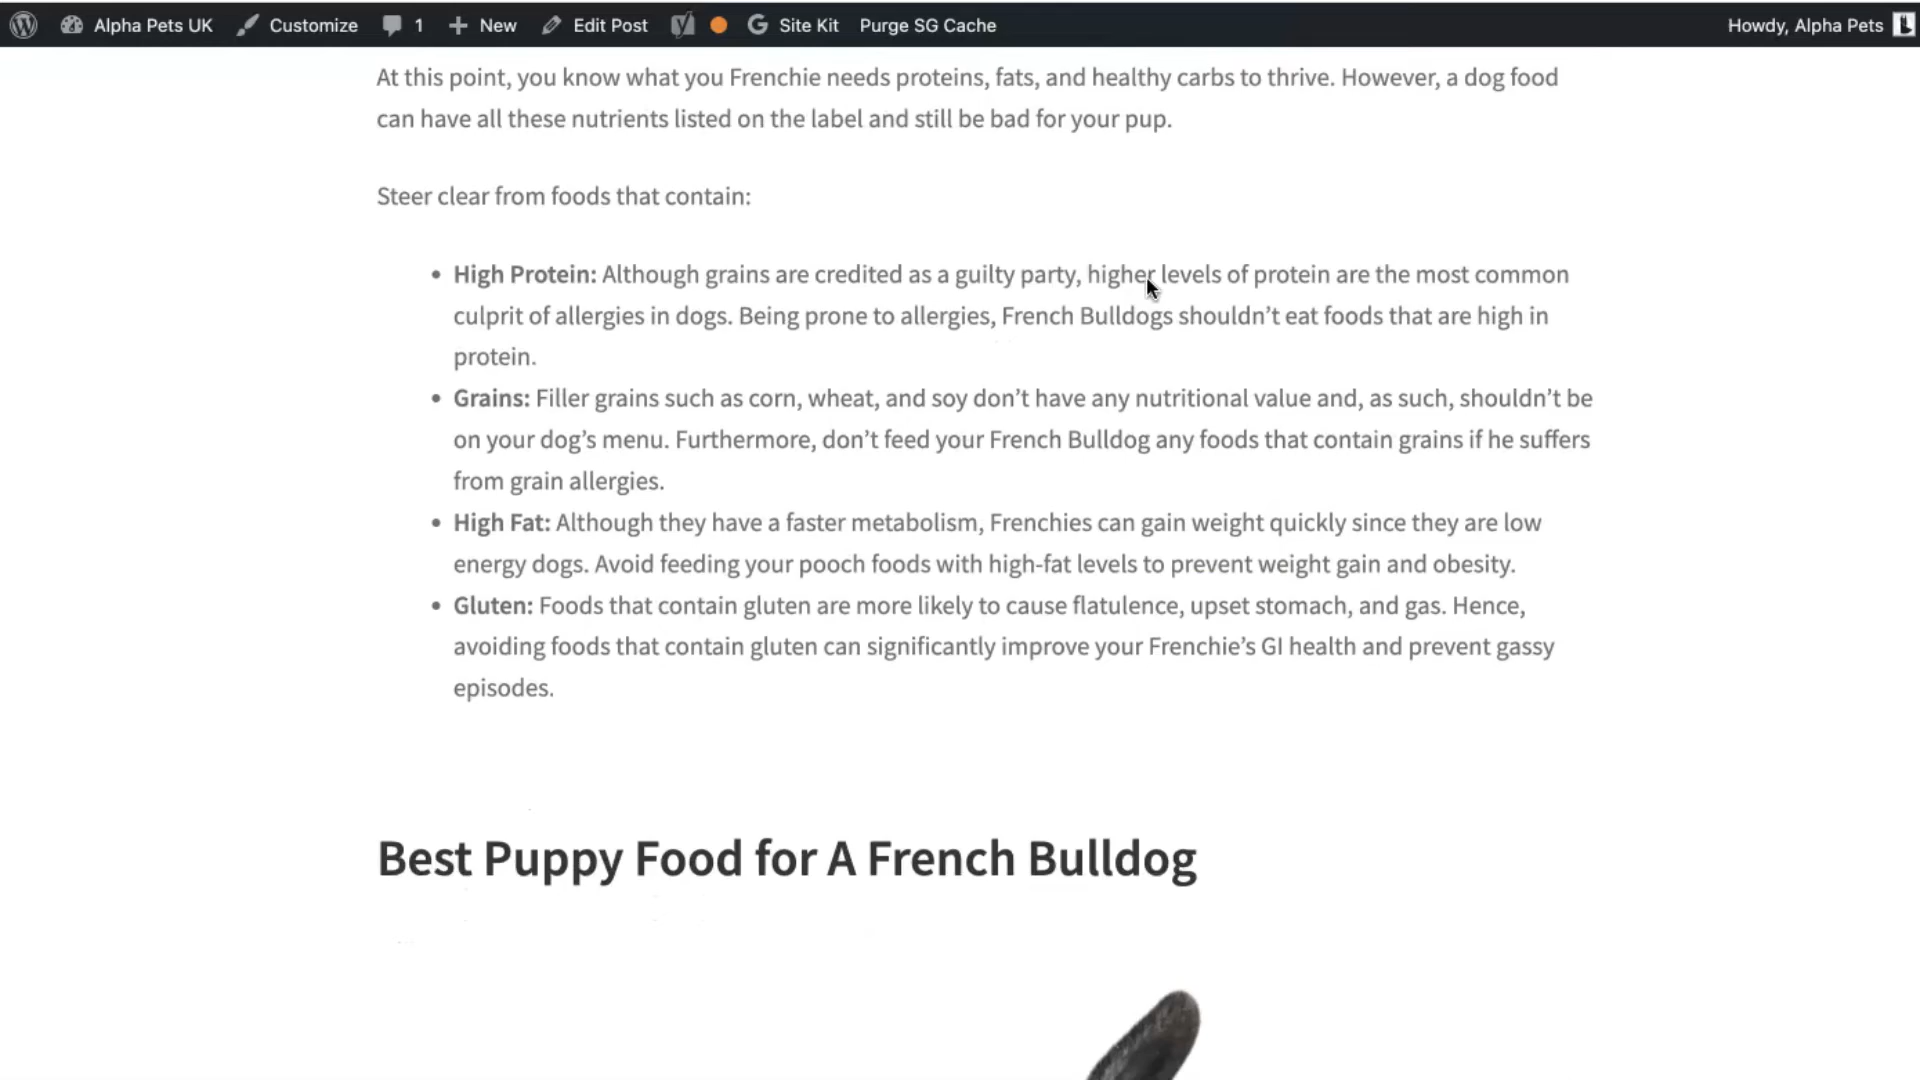 Alpha Pets UK Customize 1 New Edit Post Site Kit Purge SG Cache Howdy, Alpha Pets
At this point, you know what you Frenchie needs proteins, fats, and healthy carbs to thrive. However, a dog food
can have all these nutrients listed on the label and still be bad for your pup.
Steer clear from foods that contain:
• High Protein: Although grains are credited as a guilty party, higher levels of protein are the most common
culprit of allergies in dogs. Being prone to allergies, French Bulldogs shouldn’t eat foods that are high in
protein.
• Grains: Filler grains such as corn, wheat, and soy don’t have any nutritional value and, as such, shouldn’t be
on your dog’s menu. Furthermore, don’t feed your French Bulldog any foods that contain grains if he suffers
from grain allergies.
• High Fat: Although they have a faster metabolism, Frenchies can gain weight quickly since they are low
energy dogs. Avoid feeding your pooch foods with high-fat levels to prevent weight gain and obesity.
• Gluten: Foods that contain gluten are more likely to cause flatulence, upset stomach, and gas. Hence,
avoiding foods that contain gluten can significantly improve your Frenchie’s GI health and prevent gassy
episodes.
Best Puppy Food for A French Bulldog